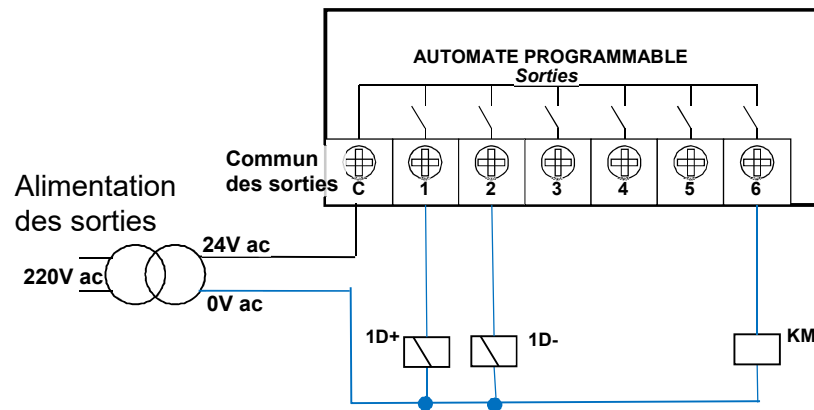 AUTOMATE PROGRAMMABLE
Sorties
Commun
des sorties
C 1 2 3 4 5 6
Alimentation
des sorties
24V ac
220V ac
0V ac
1D+
1D-
KM